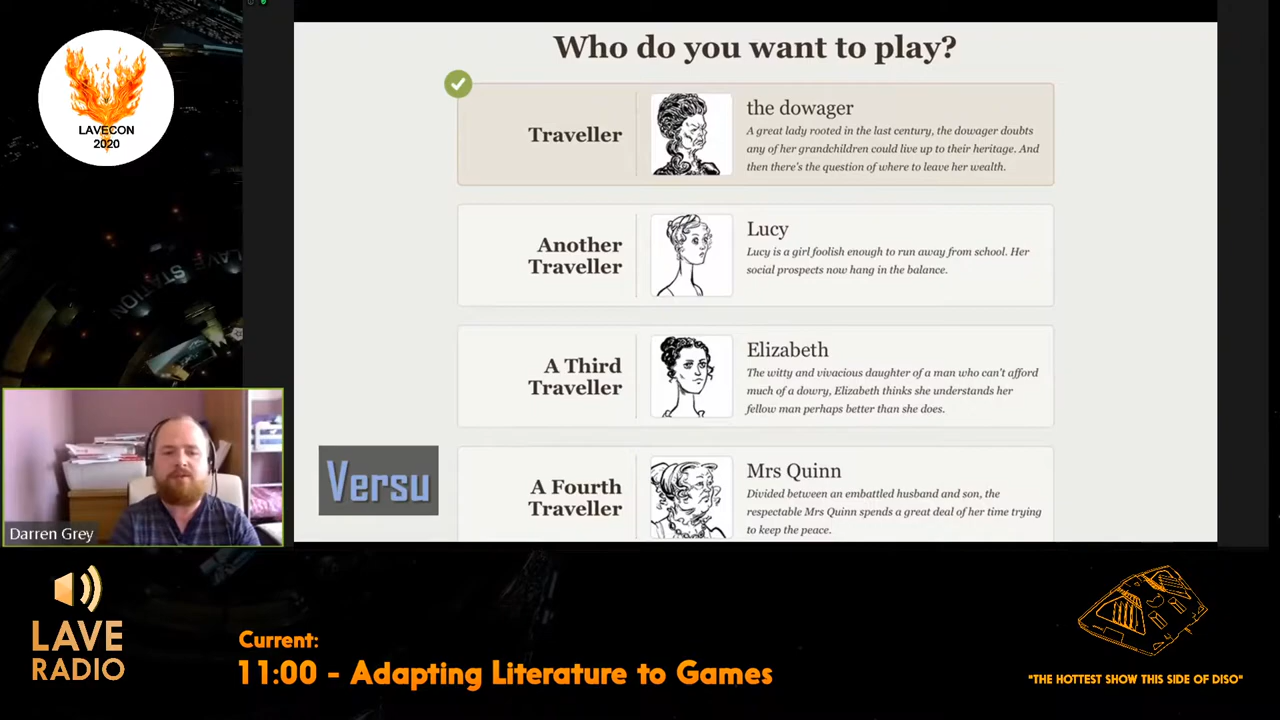 LAVECON
2020
Who do you want to play?
Traveller
the dowager
A great lady rooted in the last century, the dowager doubts
any of her grandchildren could live up to their heritage. And
then there's the question of where to leave her wealth.
Another
Traveller
Lucy
Lucy is a girl foolish enough to run away from school. Her
social prospects now hang in the balance.
A Third
Traveller
Elizabeth
The witty and vivacious daughter of a man who can't afford
much of a dowry, Elizabeth thinks she understands her
fellow man perhaps better than she does.
A Fourth
Traveller
Mrs Quinn
Divided between an embattled husband and son, the
respectable Mrs Quinn spends a great deal of her time trying
to keep the peace.
Versu
LAVE STATION
Darren Grey
LAVE
RADIO
Current:
11:00 - Adapting Literature to Games
"THE HOTTEST SHOW THIS SIDE OF DISO"